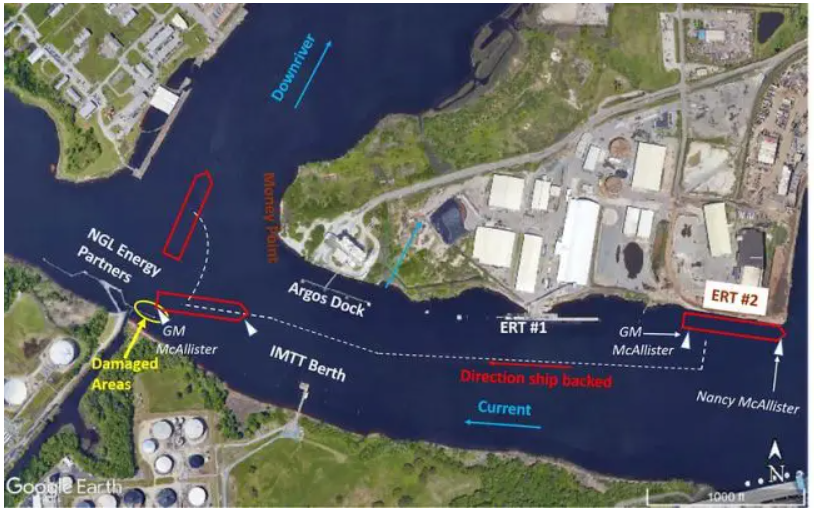 Downriver
Money Point
NGL Energy
Partners
Argos Dock
ERT #2
ERT #1
GM
McAllister
GM
McAllister
Damaged
Areas
IMTT Berth
Direction ship backed
Nancy McAllister
Current
N
Google Earth
1000 ft